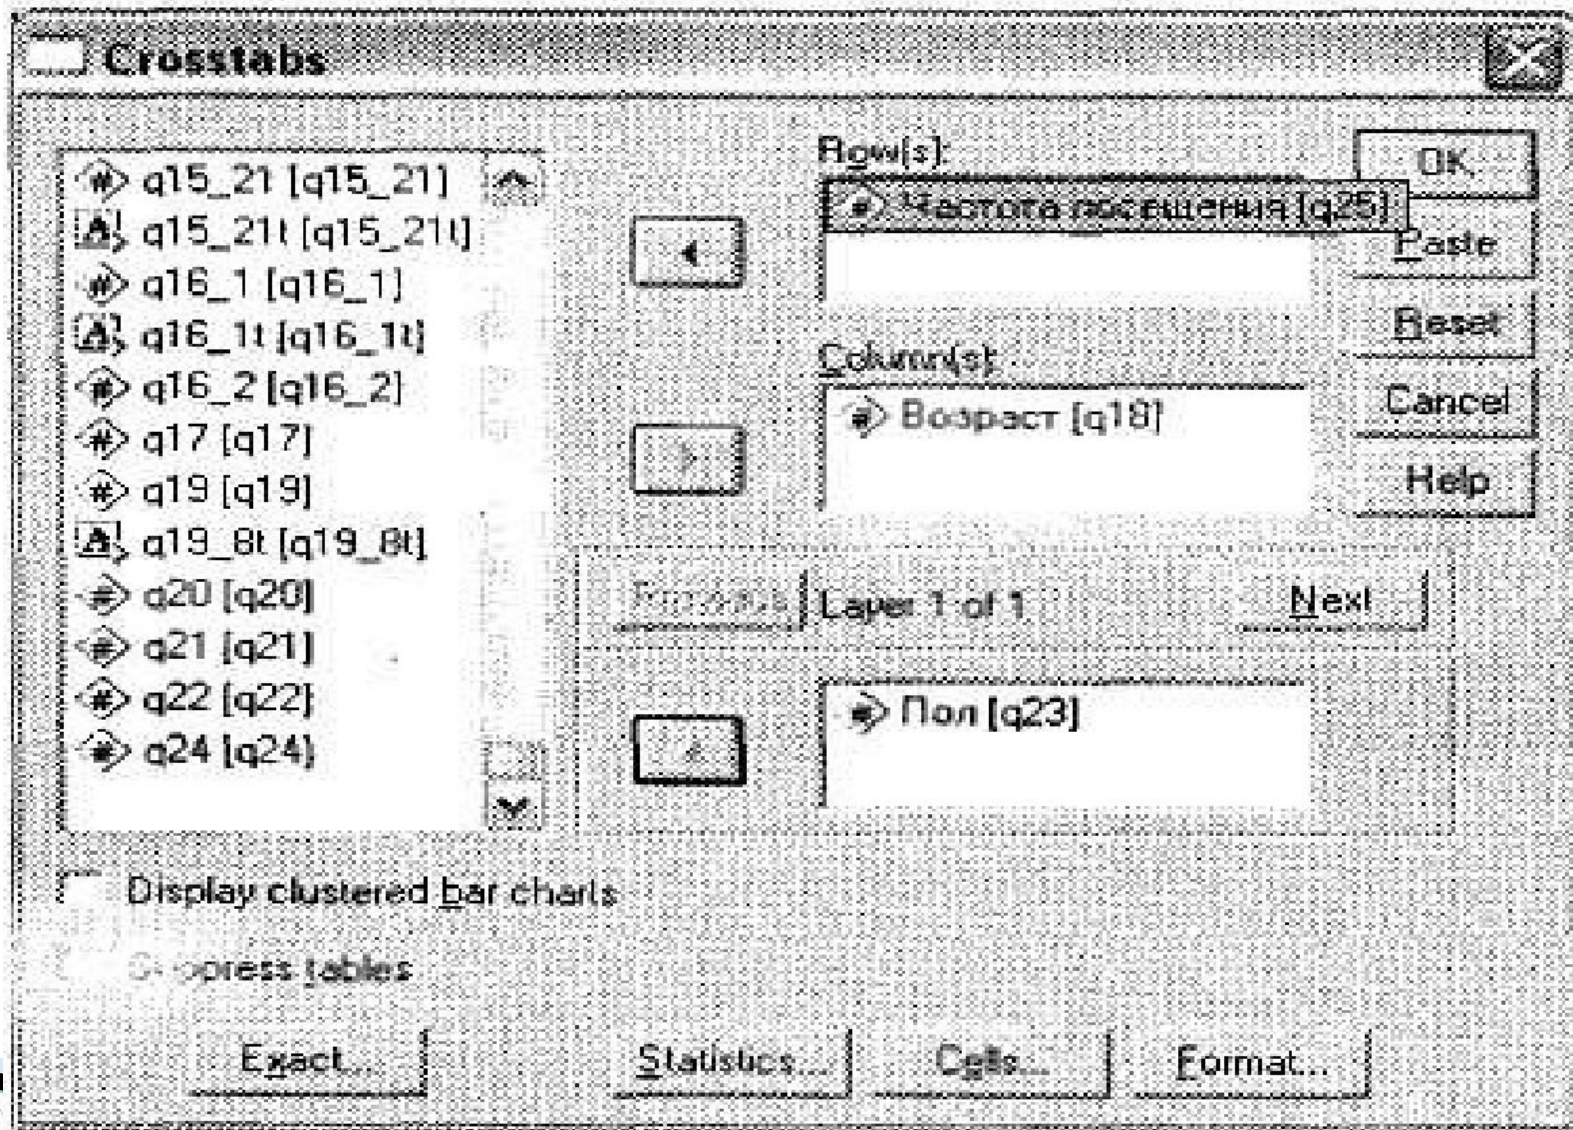 Crosstabs
q15_21 [q15_21]
q15_21t [q15_21t]
q16_1 [q16_1]
q16_1t [q16_1t]
q16_2 [q16_2]
q17 [q17]
q19 [q19]
q19_8t [q19_8t]
q20 [q20]
q21 [q21]
q22 [q22]
q24 [q24]
Row(s):
Частота посещения [q25]
Column(s):
Возраст [q18]
Layer 1 of 1
Next
Пол [q23]
OK
Paste
Reset
Cancel
Help
Display clustered bar charts
Suppress tables
Exact...
Statistics...
Cells...
Format...